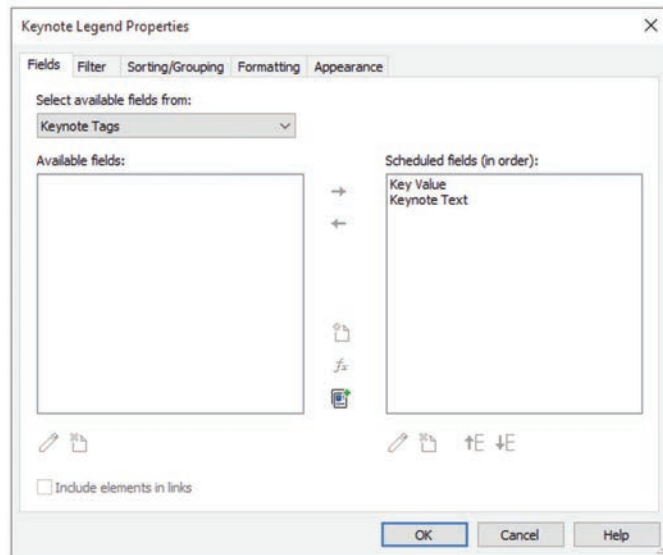 Keynote Legend Properties
Fields Filter Sorting/Grouping Formatting Appearance
Select available fields from:
Keynote Tags
Available fields:
Scheduled fields (in order):
Key Value
Keynote Text
fx
Include elements in links
OK Cancel Help